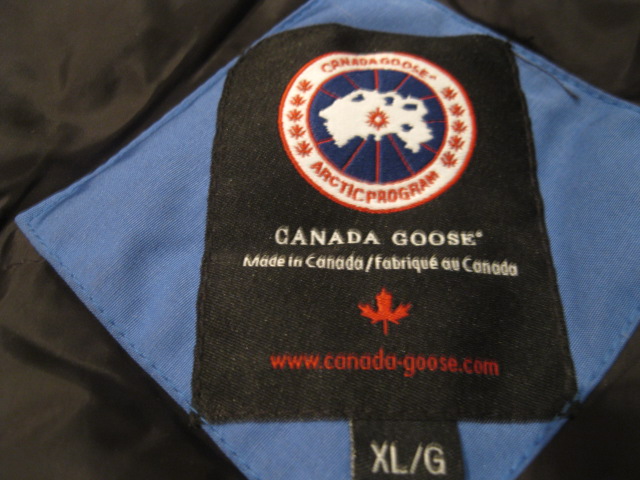 CANADA GOOSE®
ARCTIC PROGRAM
CANADA GOOSE®
Made in Canada/Fabriqué au Canada
www.canada-goose.com
XL/G